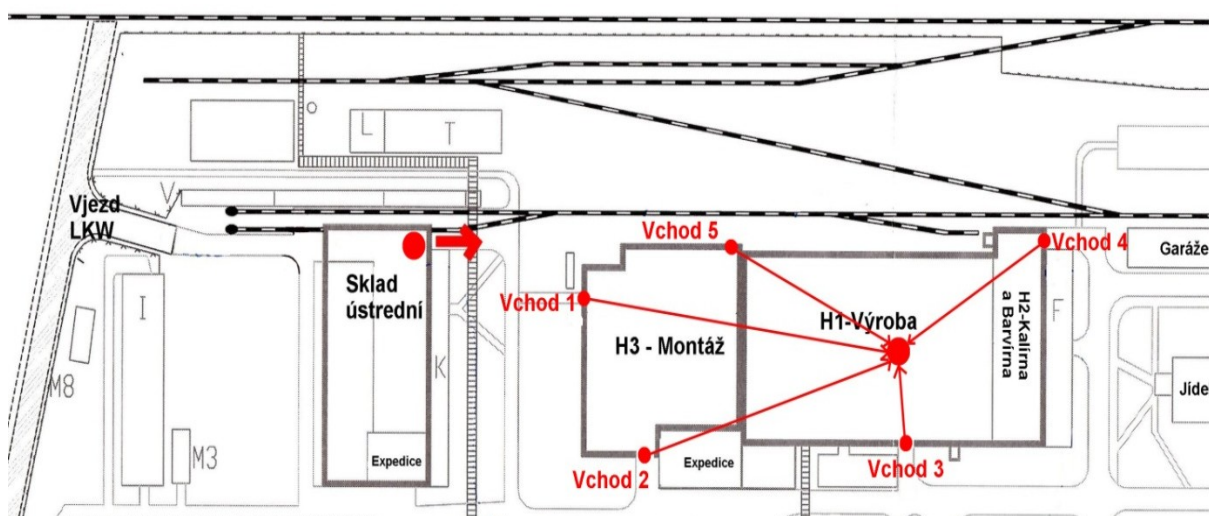 O
L
T
V
Vjezd
LKW
Vchod 5
Vchod 4
Garáže
Sklad
ústrední
Vchod 1
I
H1-Výroba
H2-Kalírna
a Barvírna
F
H3 - Montáž
K
M8
Jíde
M3
Expedice
Vchod 2
Expedice
Vchod 3